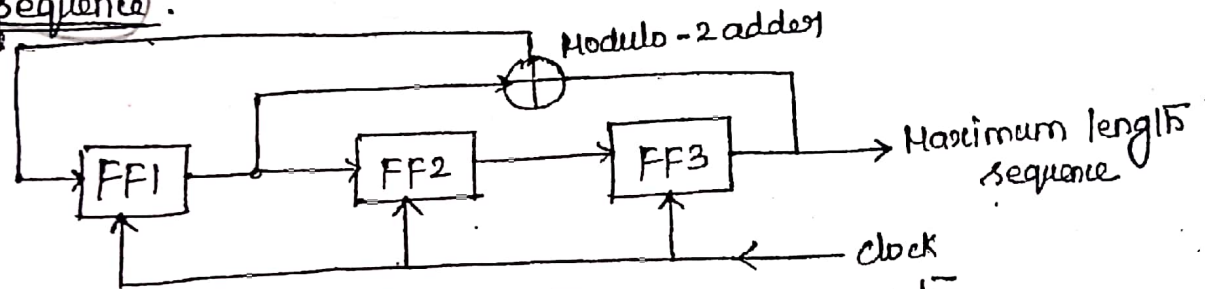 sequence.
Modulo-2 adder
FF1
FF2
FF3
Maximum length
sequence
clock